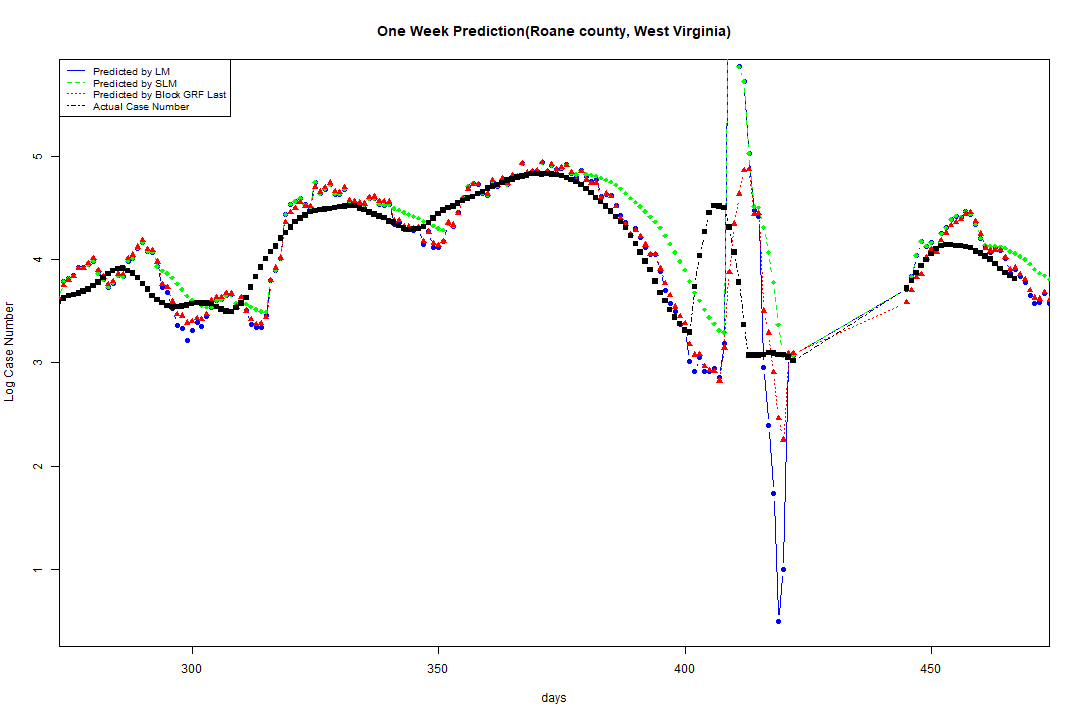 One Week Prediction(Roane county, West Virginia)
Predicted by LM
Predicted by SLM
Predicted by Block GRF Last
Actual Case Number
5
4
3
2
1
Log Case Number
300 350 400 450
days